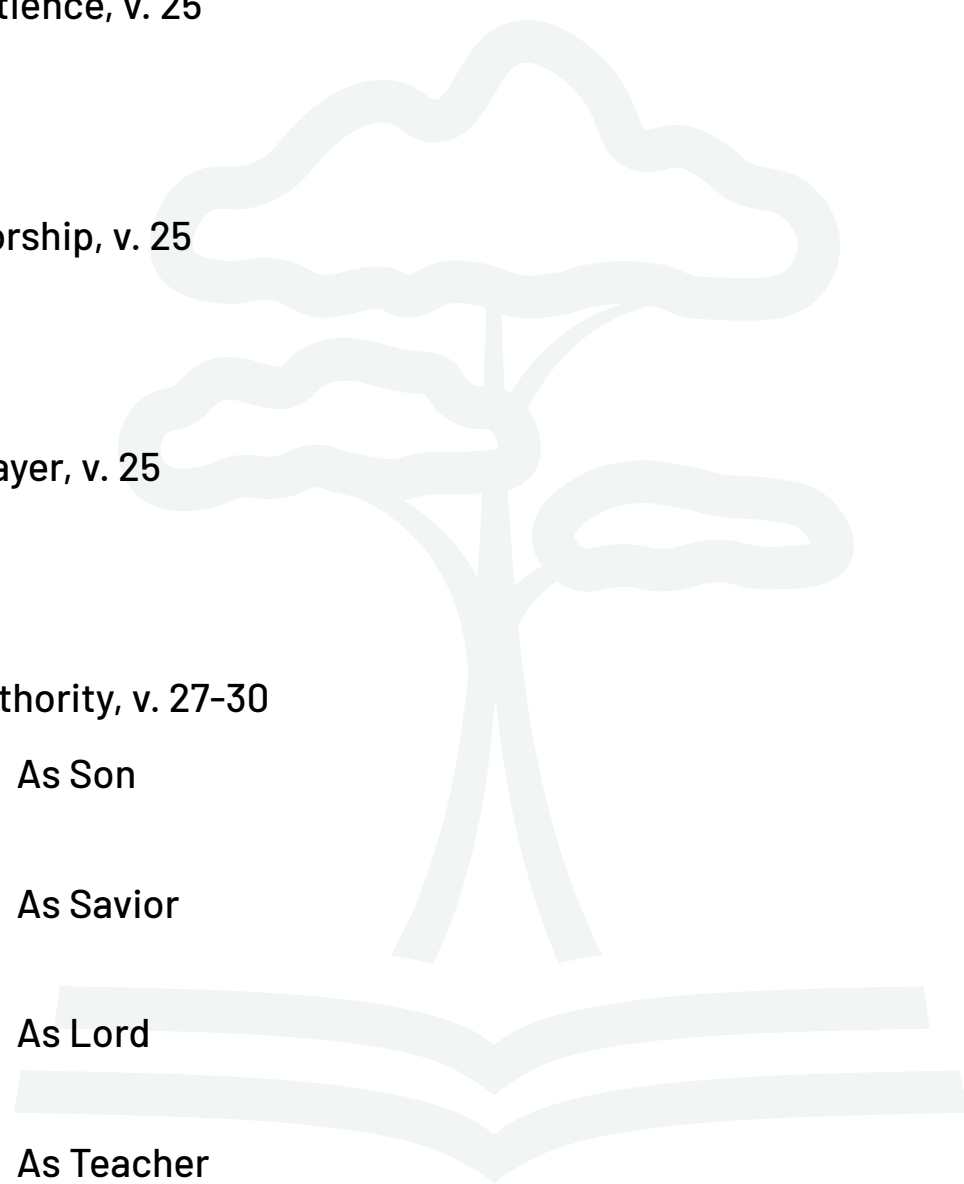 tience, v. 25
orship, v. 25
ayer, v. 25
thority, v. 27-30
As Son
As Savior
As Lord
As Teacher